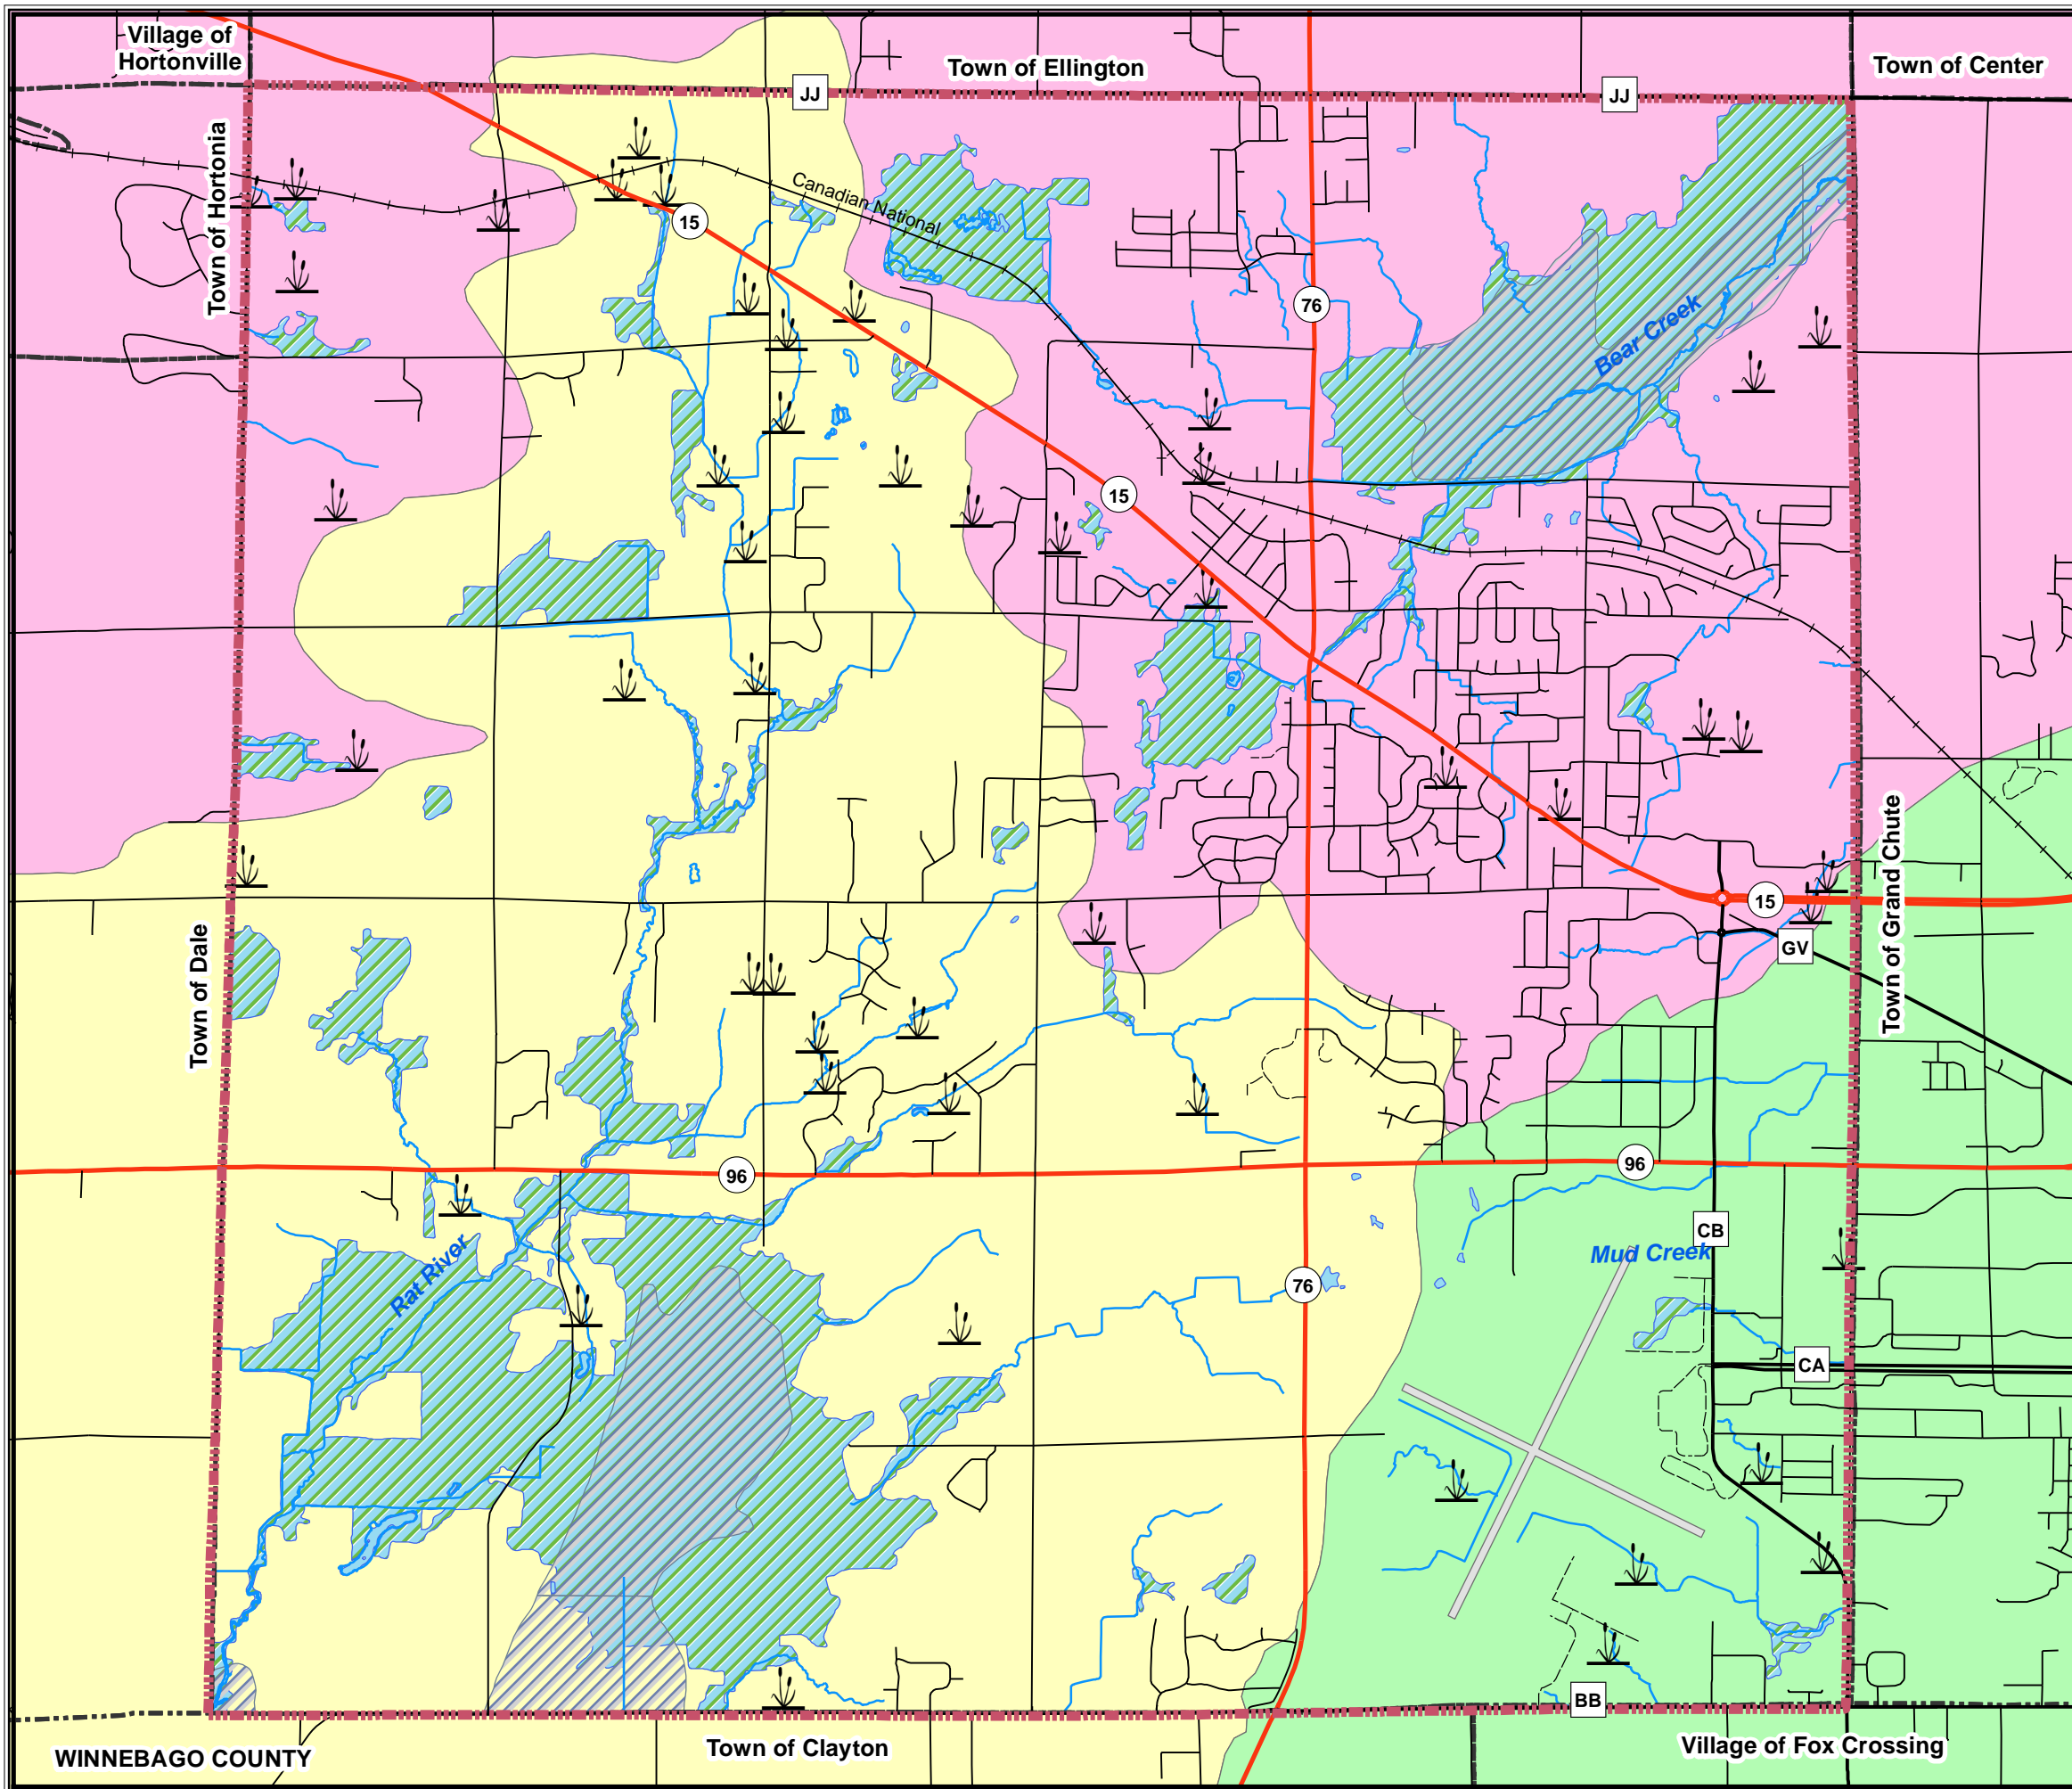 Village of
Hortonville
Town of Ellington
Town of Center
JJ
JJ
Town of Hortonia
Canadian National
15
76
Bear Creek
15
Town of Grand Chute
15
GV
Town of Dale
96
96
CB
Mud Creek
Rat River
76
CA
BB
WINNEBAGO COUNTY
Town of Clayton
Village of Fox Crossing